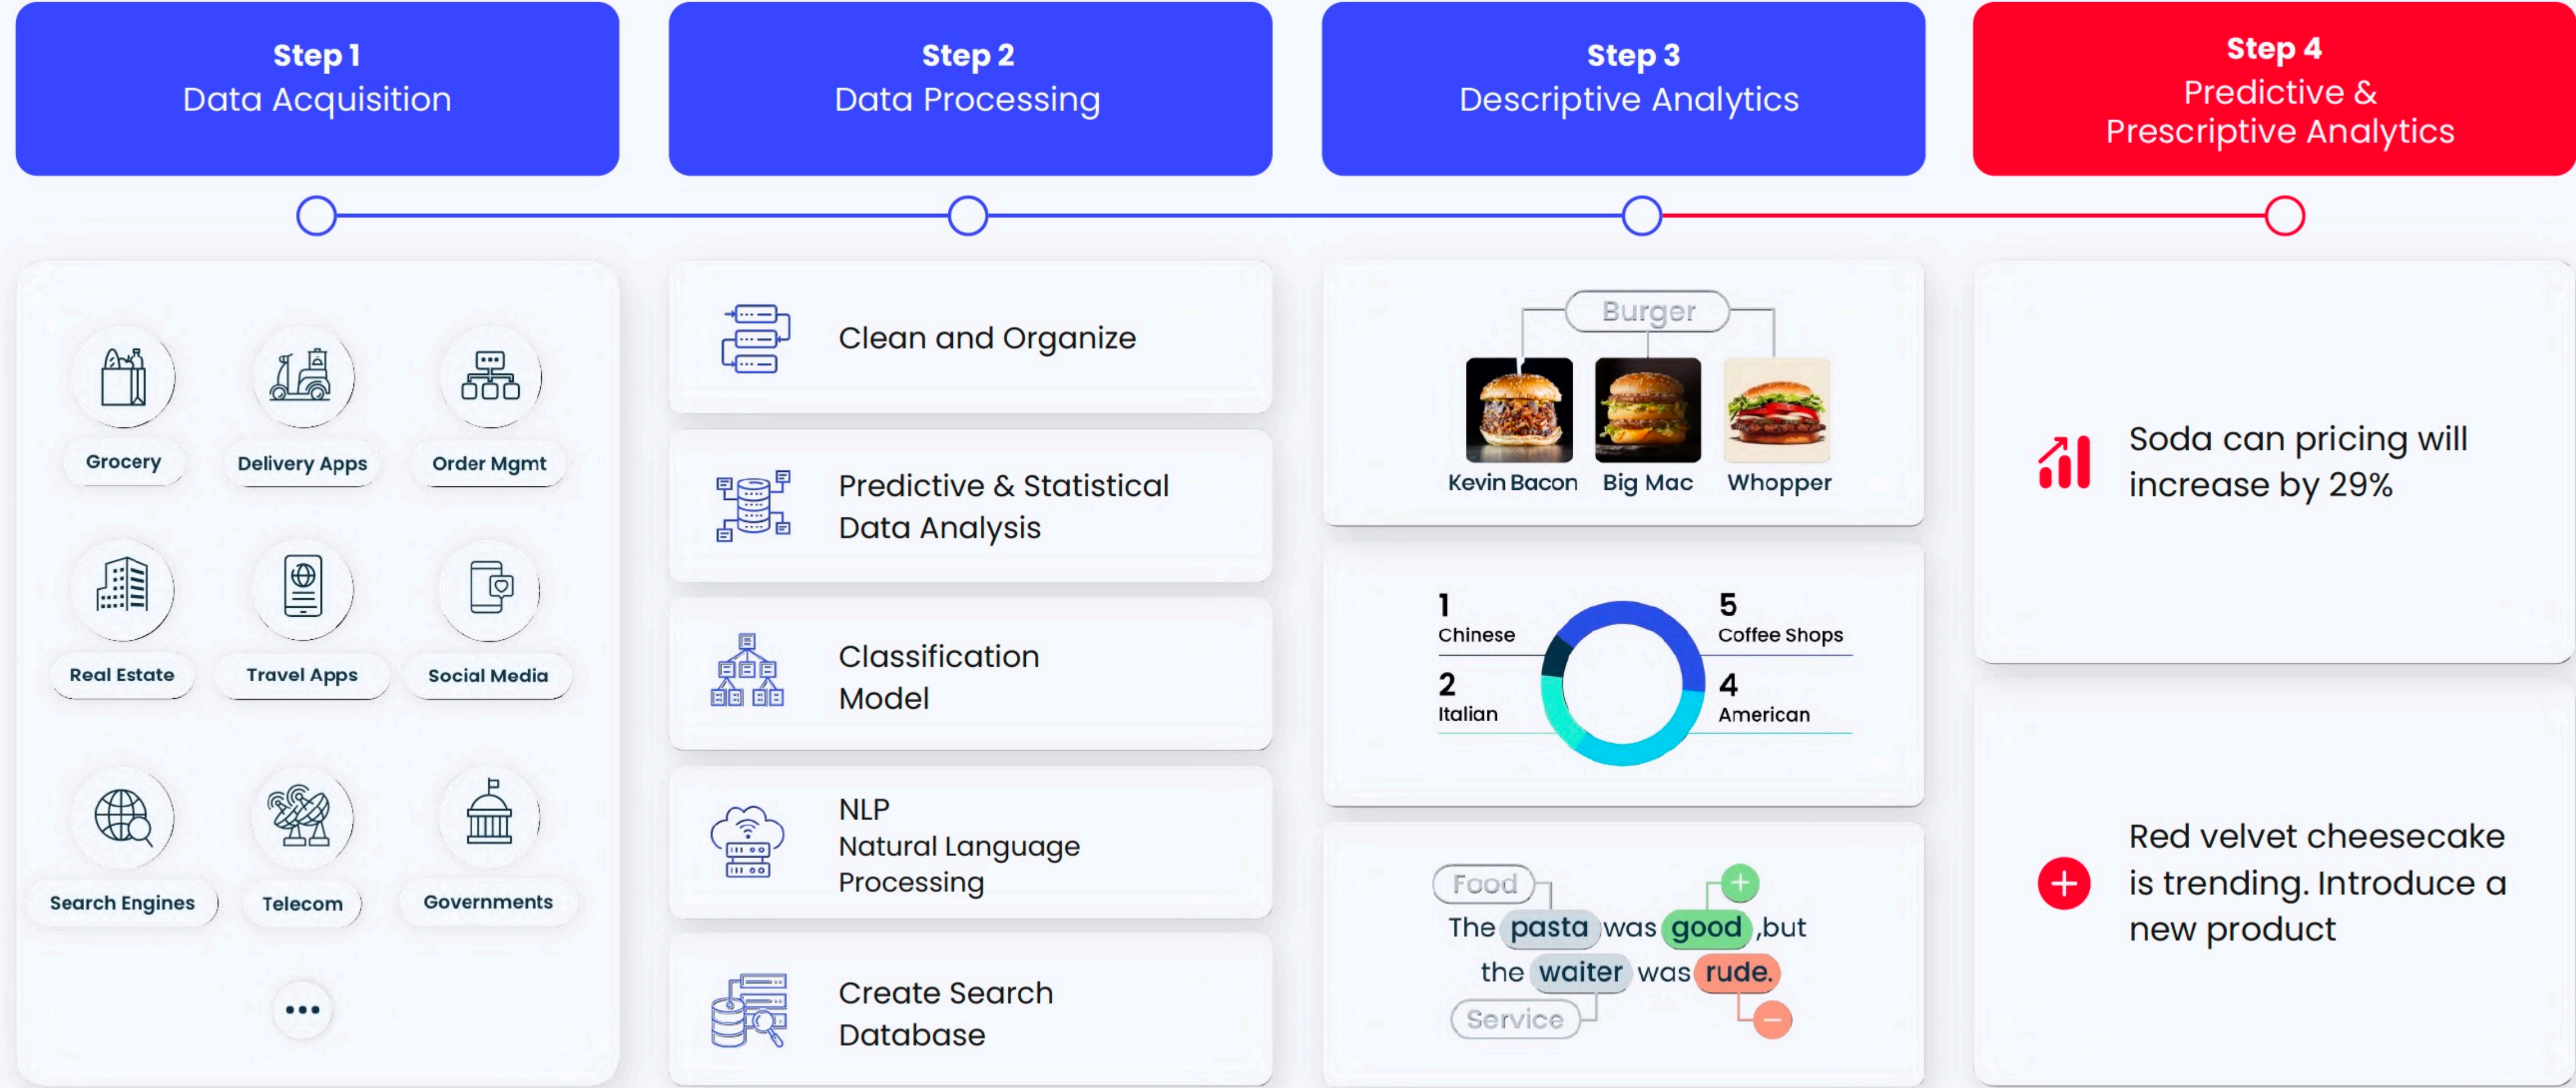 Step 1
Data Acquisition
Step 2
Data Processing
Step 3
Descriptive Analytics
Step 4
Predictive &
Prescriptive Analytics
Grocery
Delivery Apps
Order Mgmt
Real Estate
Travel Apps
Social Media
Search Engines
Telecom
Governments
Clean and Organize
Predictive & Statistical
Data Analysis
Classification
Model
NLP
Natural Language
Processing
Create Search
Database
Burger
Kevin Bacon
Big Mac
Whopper
1
Chinese
5
Coffee Shops
2
Italian
4
American
Food
The pasta was good ,but
the waiter was rude.
Service
Soda can pricing will
increase by 29%
Red velvet cheesecake
is trending. Introduce a
new product